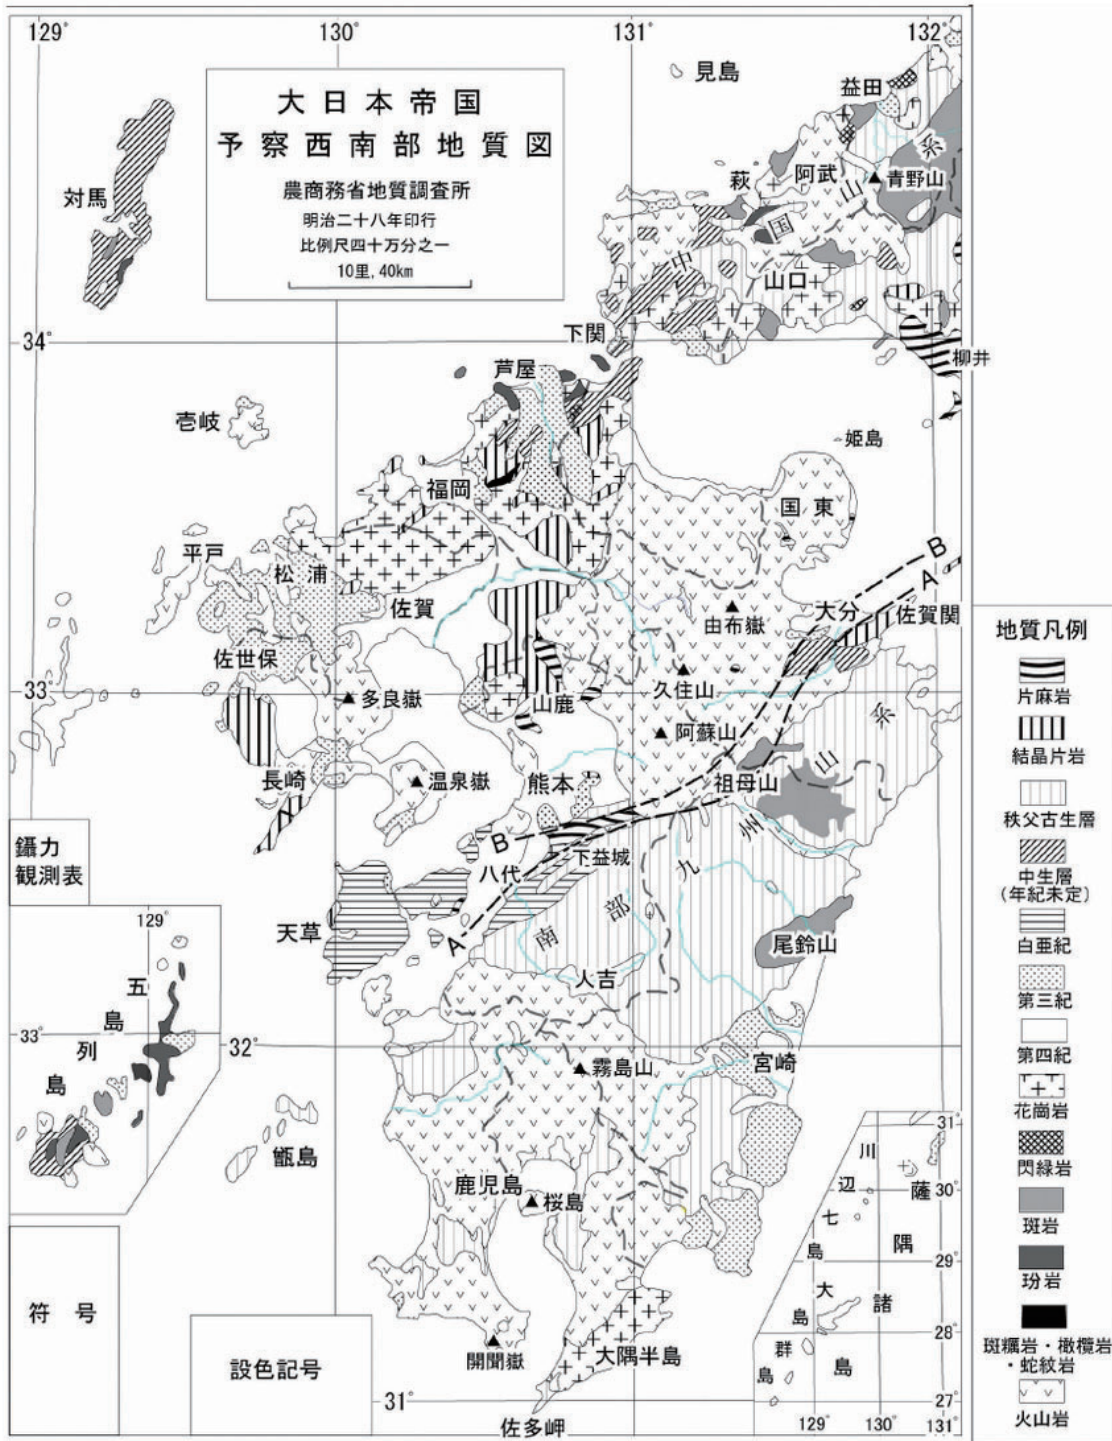 129°
130°
131°
132°
大日本帝国
予察西南部地質図
農商務省地質調査所
明治二十八年印行
比例尺四十万分之一
10里, 40km
見島
益田
対馬
萩
阿武
青野山
中国山系
山口
34°
下関
柳井
芦屋
壱岐
姫島
福岡
国東
平戸
松浦
B
A
佐賀
大分
佐賀関
由布嶽
佐世保
33°
多良嶽
山鹿
久住山
阿蘇山
長崎
温泉嶽
熊本
祖母山
南部九州山系
B
八代
下益城
天草
A
尾鈴山
人吉
鑷力
観測表
129°
五島列島
33°
32°
霧島山
宮崎
甑島
鹿児島
桜島
開聞嶽
大隅半島
31°
佐多岬
符号
設色記号
川辺七島
薩隅諸島
大島群島
31°
30°
29°
28°
27°
129°
130°
131°
地質凡例
片麻岩
結晶片岩
秩父古生層
中生層
(年紀未定)
白亜紀
第三紀
第四紀
花崗岩
閃緑岩
斑岩
玢岩
斑糲岩・橄欖岩
・蛇紋岩
火山岩